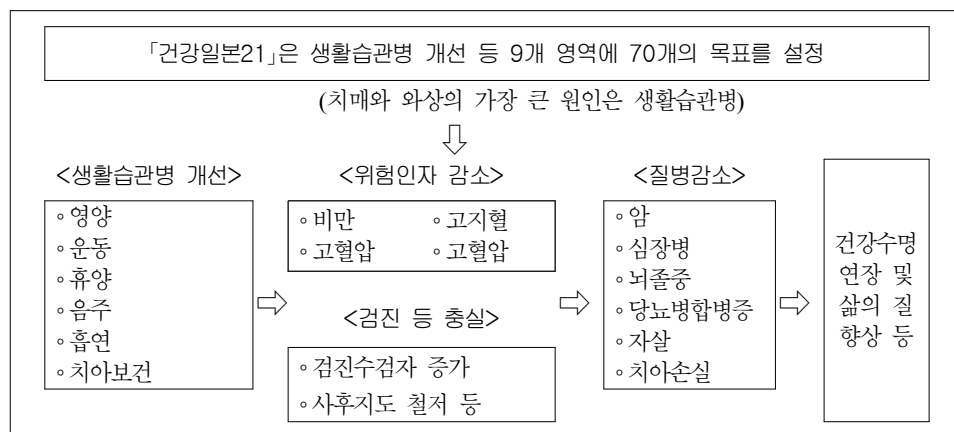 「건강일본21」은 생활습관병 개선 등 9개 영역에 70개의 목표를 설정
(치매와 와상의 가장 큰 원인은 생활습관병)
<생활습관병 개선>
◦영양
◦운동
◦휴양
◦음주
◦흡연
◦치아보건
<위험인자 감소>
◦비만 ◦고지혈
◦고혈압 ◦고혈압
<검진 등 충실>
◦검진수검자 증가
◦사후지도 철저 등
<질병감소>
◦암
◦심장병
◦뇌졸중
◦당뇨병합병증
◦자살
◦치아손실
건강수명
연장 및
삶의 질
향상 등